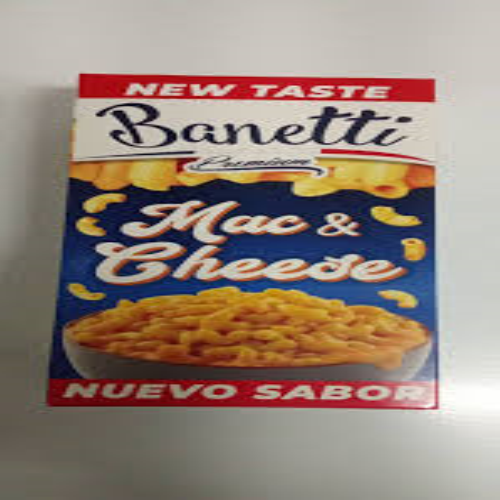 NEW TASTE
Banetti
Premium
Mac &
Cheese
NUEVO SABOR